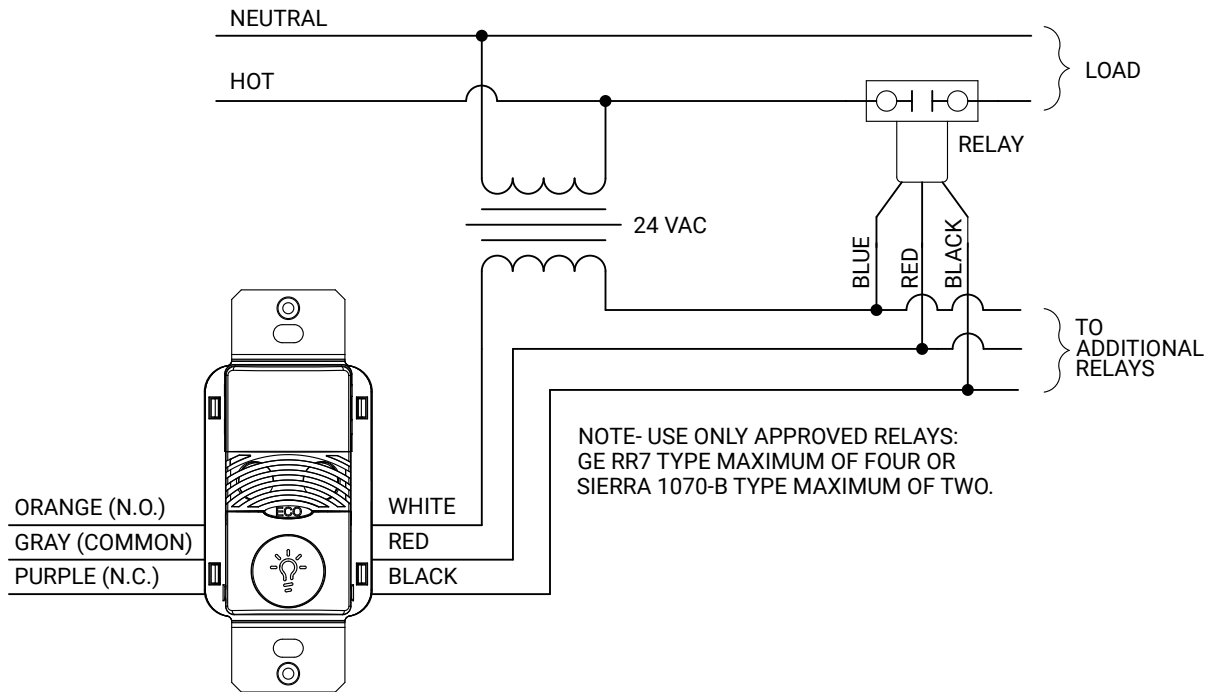 NEUTRAL
HOT
LOAD
RELAY
24 VAC
BLUE
RED
BLACK
TO
ADDITIONAL
RELAYS
NOTE- USE ONLY APPROVED RELAYS:
GE RR7 TYPE MAXIMUM OF FOUR OR
SIERRA 1070-B TYPE MAXIMUM OF TWO.
ORANGE (N.O.)
GRAY (COMMON)
PURPLE (N.C.)
ECO
WHITE
RED
BLACK